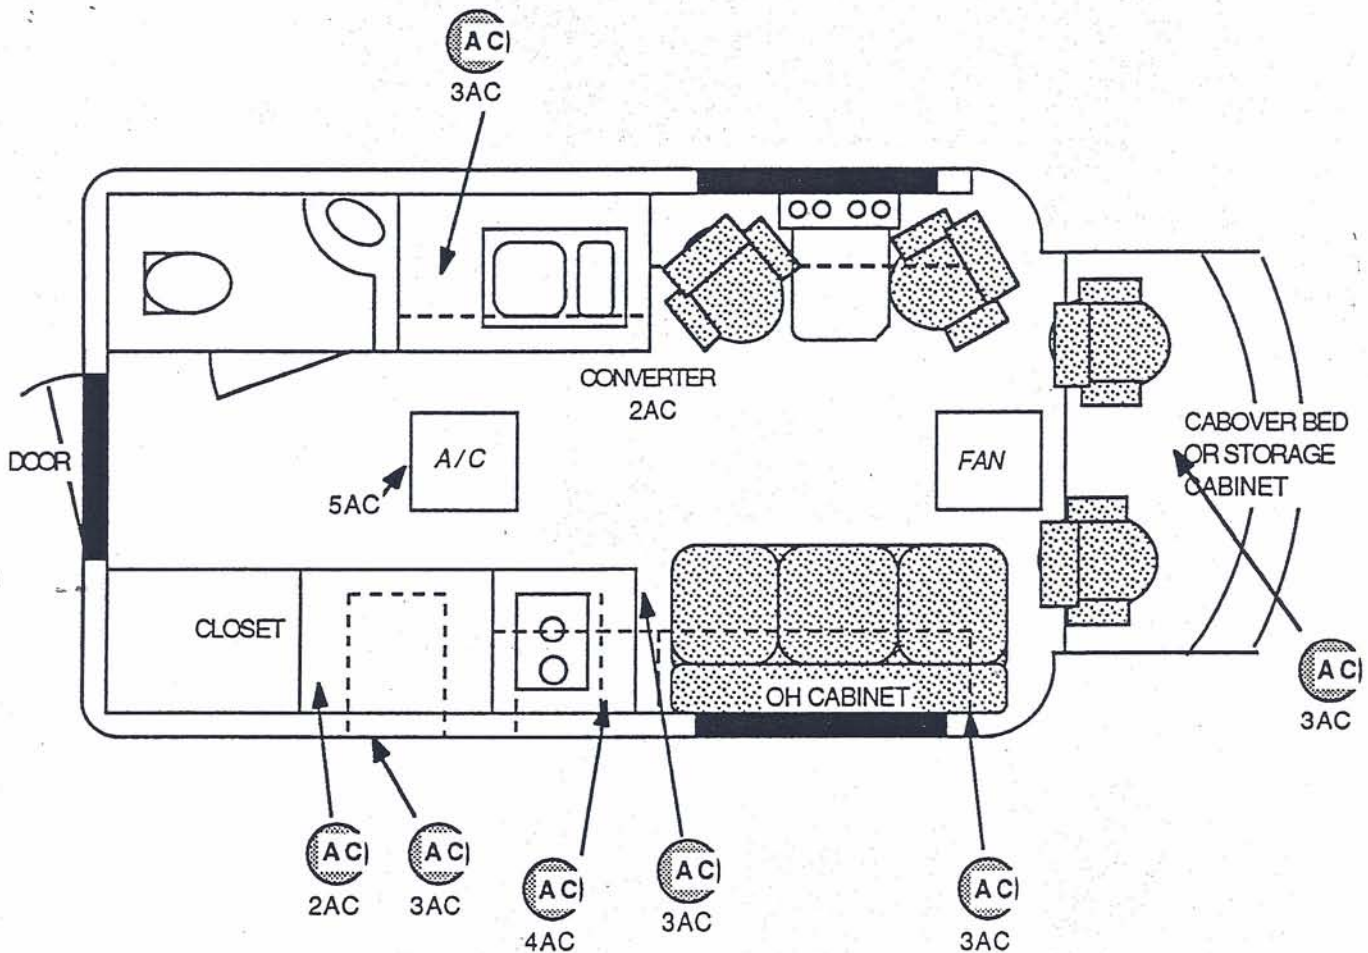 AC
3AC
CONVERTER
2AC
DOOR
A/C
5AC
FAN
CABOVER BED
OR STORAGE
CABINET
CLOSET
OH CABINET
AC
3AC
AC
2AC
AC
3AC
AC
4AC
AC
3AC
AC
3AC